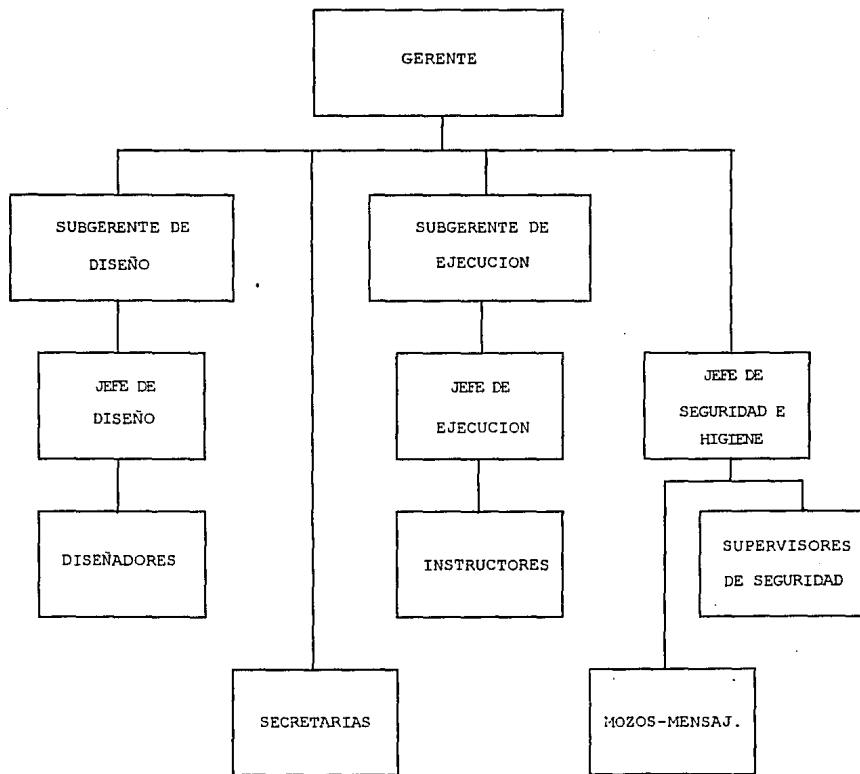 GERENTE
SUBGERENTE DE
DISEÑO
SUBGERENTE DE
EJECUCION
JEFE DE
DISEÑO
JEFE DE
EJECUCION
JEFE DE
SEGURIDAD E
HIGIENE
DISEÑADORES
INSTRUCTORES
SUPERVISORES
DE SEGURIDAD
SECRETARIAS
MOZOS-MENSAJ.